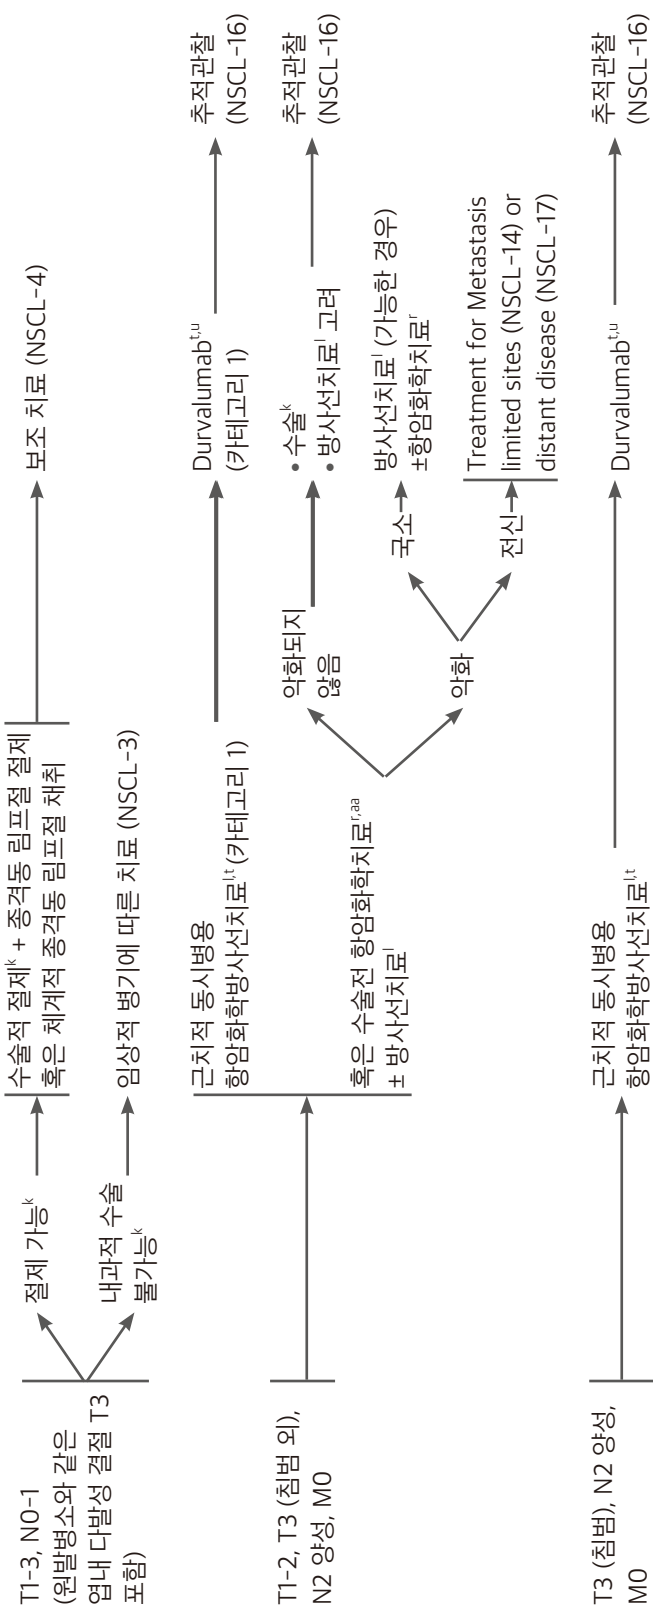 T1-3, N0-1
(원발병소와 같은
엽내 다발성 결절 T3
포함)
절제 가능k
수술적 절제k + 종격동 림프절 절제
혹은 체계적 종격동 림프절 채취
보조 치료 (NSCL-4)
내과적 수술
불가능k
임상적 병기에 따른 치료 (NSCL-3)
T1-2, T3 (침범 외),
N2 양성, M0
근치적 동시병용
항암화학방사선치료l,t (카테고리 1)
Durvalumabt,u
(카테고리 1)
추적관찰
(NSCL-16)
혹은 수술전 항암화학치료r,aa
± 방사선치료l
악화되지
않음
• 수술k
• 방사선치료l 고려
추적관찰
(NSCL-16)
악화
국소
방사선치료l (가능한 경우)
±항암화학치료r
전신
Treatment for Metastasis
limited sites (NSCL-14) or
distant disease (NSCL-17)
T3 (침범), N2 양성,
M0
근치적 동시병용
항암화학방사선치료l,t
Durvalumabt,u
추적관찰
(NSCL-16)